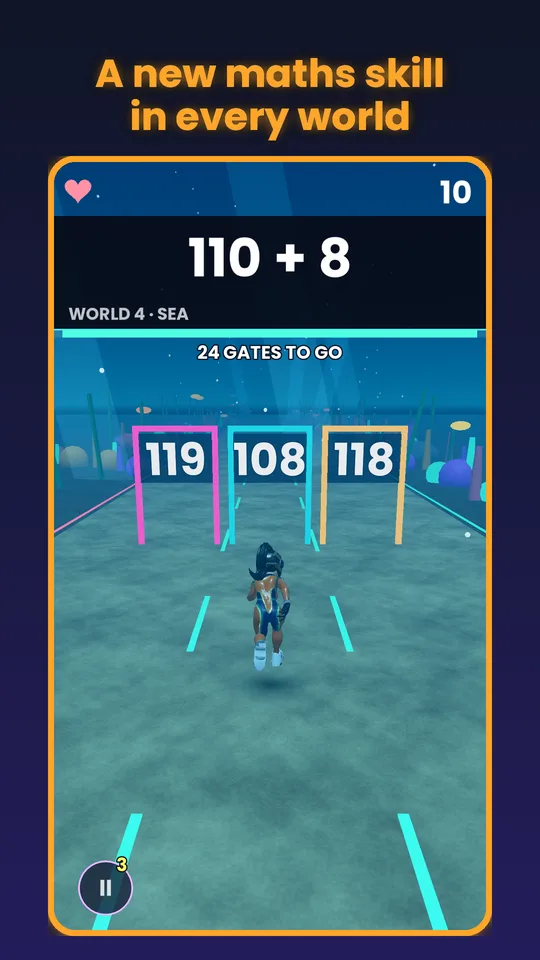 A new maths skill
in every world
10
110 + 8
WORLD 4 · SEA
24 GATES TO GO
119 108 118
3